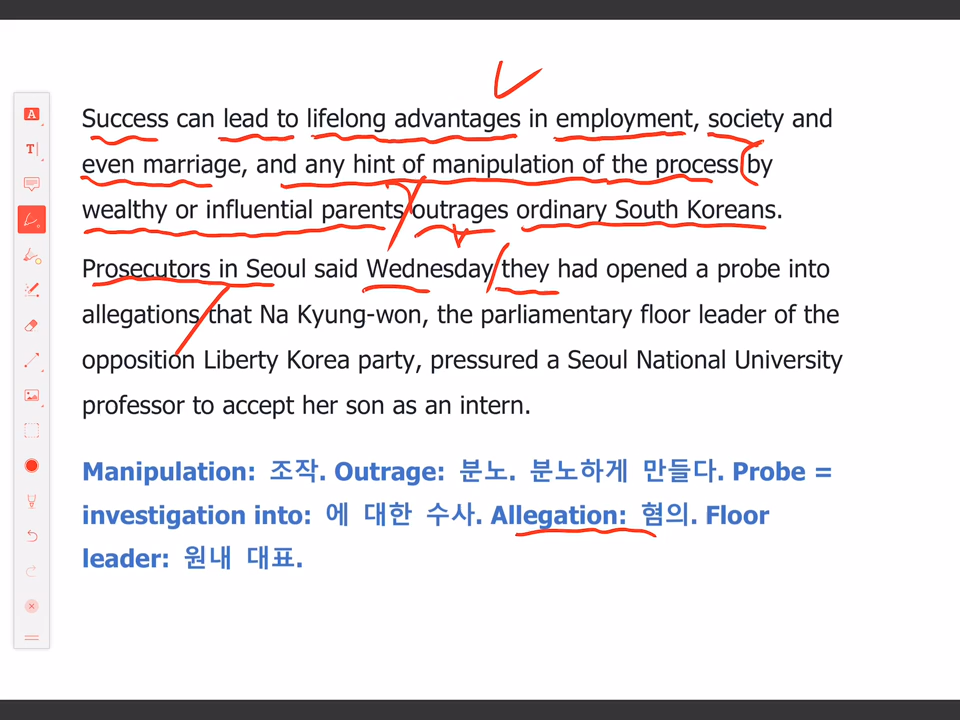 Success can lead to lifelong advantages in employment, society and
even marriage, and any hint of manipulation of the process by
wealthy or influential parents outrages ordinary South Koreans.
Prosecutors in Seoul said Wednesday they had opened a probe into
allegations that Na Kyung-won, the parliamentary floor leader of the
opposition Liberty Korea party, pressured a Seoul National University
professor to accept her son as an intern.
Manipulation: 조작. Outrage: 분노. 분노하게 만들다. Probe =
investigation into: 에 대한 수사. Allegation: 혐의. Floor
leader: 원내 대표.